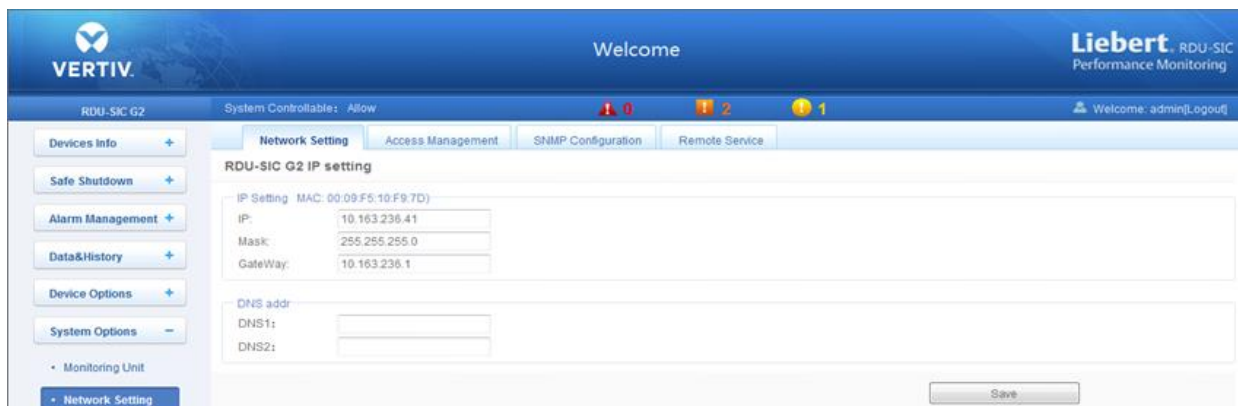 VERTIV.
Welcome
Liebert. RDU-SIC
Performance Monitoring
RDU-SIC G2
System Controllable: Allow
0
2
1
Welcome: admin[Logout]
Devices Info +
Safe Shutdown +
Alarm Management +
Data&History +
Device Options +
System Options −
• Monitoring Unit
• Network Setting
Network Setting
Access Management
SNMP Configuration
Remote Service
RDU-SIC G2 IP setting
IP Setting MAC: 00:09:F5:10:F9:7D)
IP: 10.163.236.41
Mask: 255.255.255.0
GateWay: 10.163.236.1
DNS addr
DNS1:
DNS2:
Save